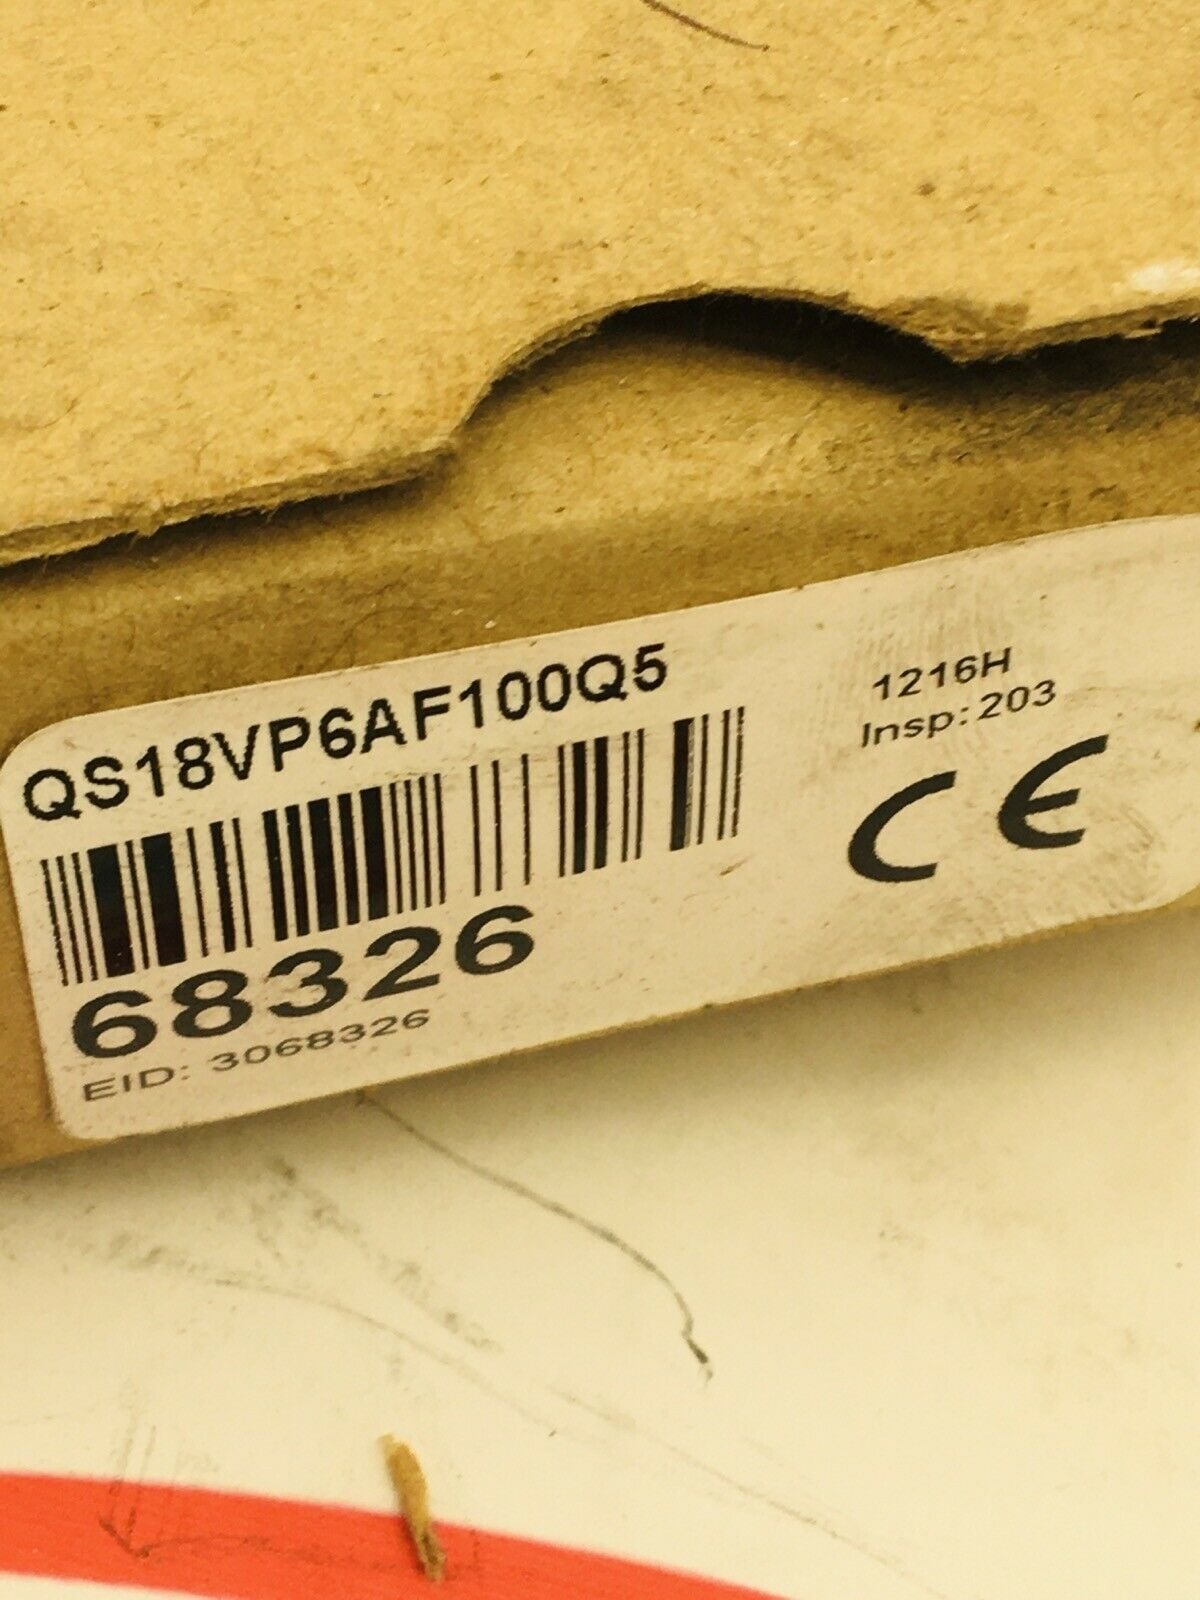 QS18VP6AF100Q5
68326
EID: 3068326
1216H
Insp: 203
CE